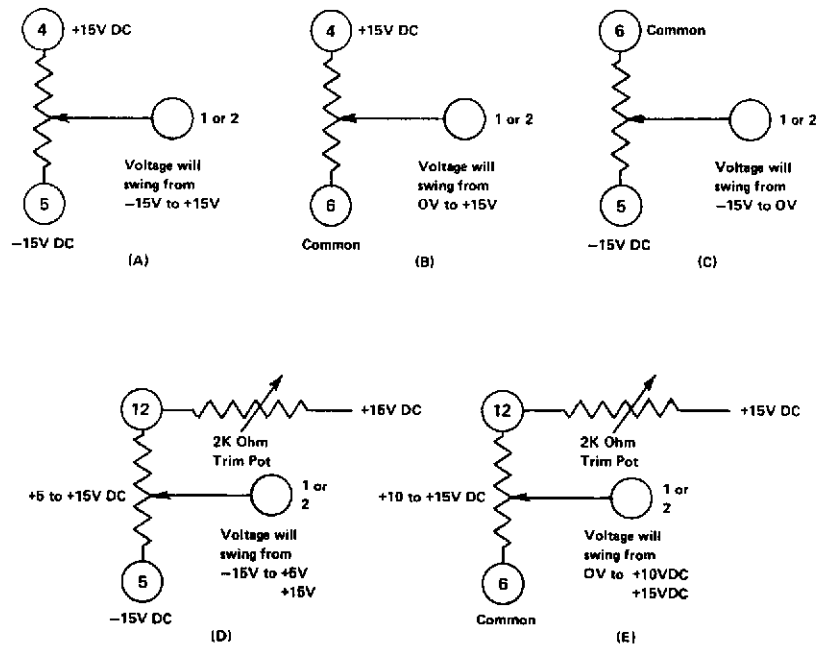 4
+15V DC
1 or 2
Voltage will
swing from
−15V to +15V
5
−15V DC
(A)
4
+15V DC
1 or 2
Voltage will
swing from
0V to +15V
6
Common
(B)
6
Common
1 or 2
Voltage will
swing from
−15V to 0V
5
−15V DC
(C)
12
+15V DC
2K Ohm
Trim Pot
+5 to +15V DC
1 or
2
Voltage will
swing from
−15V to +5V
+15V
5
−15V DC
(D)
12
+15V DC
2K Ohm
Trim Pot
+10 to +15V DC
1 or
2
Voltage will
swing from
0V to +10VDC
+15VDC
6
Common
(E)